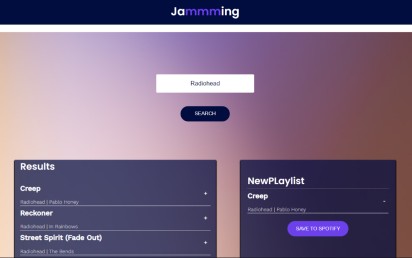 Jammming
Radiohead
SEARCH
Results
Creep
+
Radiohead | Pablo Honey
Reckoner
+
Radiohead | In Rainbows
Street Spirit (Fade Out)
+
Radiohead | The Bends
NewPLaylist
Creep
-
Radiohead | Pablo Honey
SAVE TO SPOTIFY